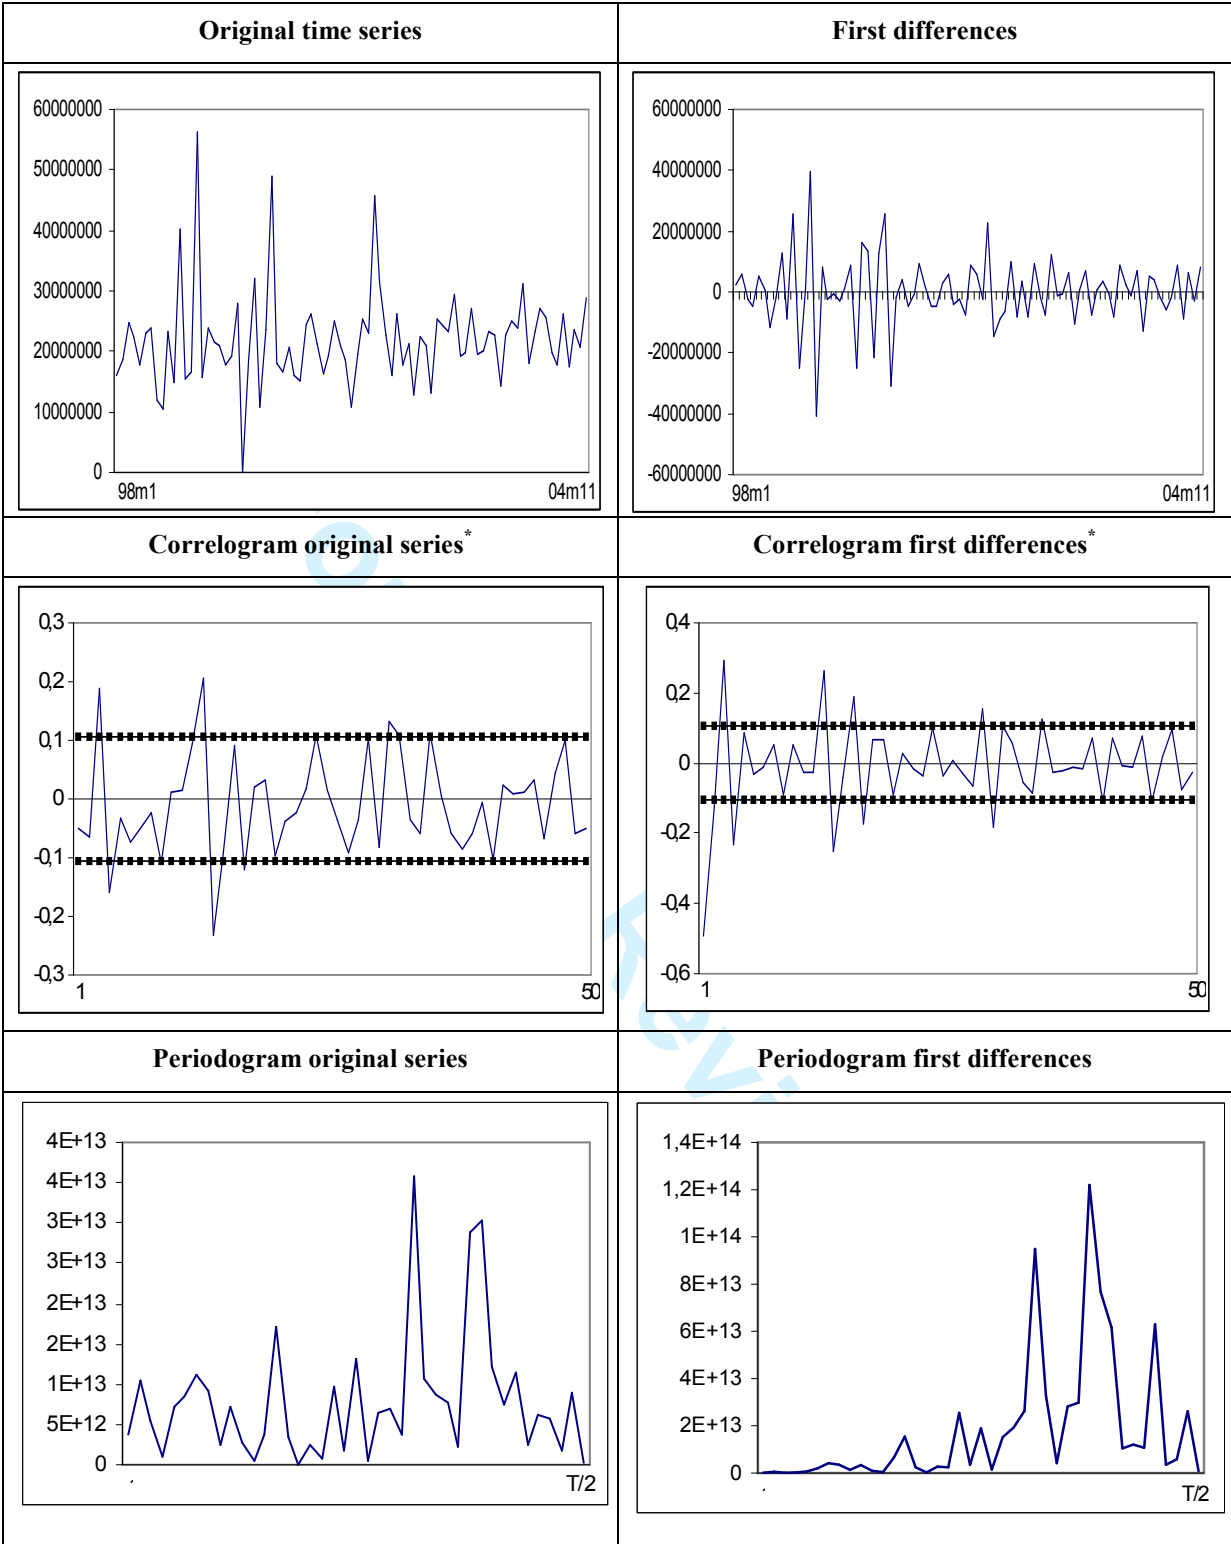 Original time series
First differences
60000000
50000000
40000000
30000000
20000000
10000000
0
98m1
04m11
60000000
40000000
20000000
0
-20000000
-40000000
-60000000
98m1
04m11
Correlogram original series*
Correlogram first differences*
0,3
0,2
0,1
0
-0,1
-0,2
-0,3
1
50
0,4
0,2
0
-0,2
-0,4
-0,6
1
50
Periodogram original series
Periodogram first differences
4E+13
4E+13
3E+13
3E+13
2E+13
2E+13
1E+13
5E+12
0
T/2
1,4E+14
1,2E+14
1E+14
8E+13
6E+13
4E+13
2E+13
0
T/2